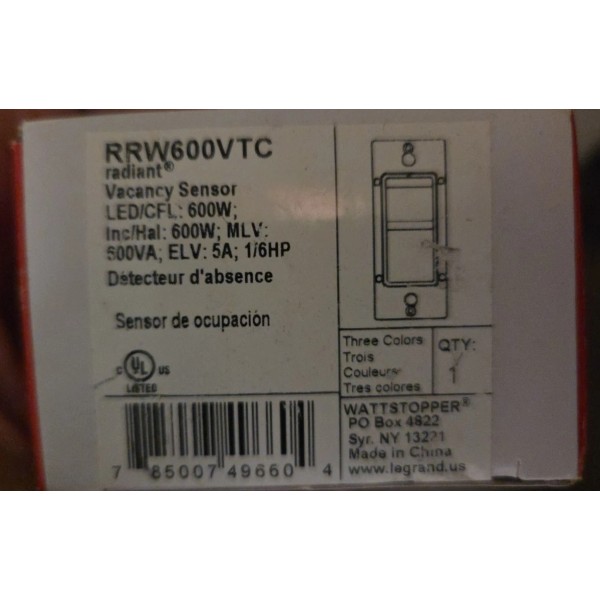 RRW600VTC
radiant®
Vacancy Sensor
LED/CFL: 600W;
Inc/Hal: 600W; MLV:
600VA; ELV: 5A; 1/6HP
Détecteur d'absence
Sensor de ocupación
C UL US
LISTED
Three Colors
Trois
Couleurs
Tres colores
QTY:
1
7 85007 49660 4
WATTSTOPPER®
PO Box 4822
Syr. NY 13221
Made in China
www.legrand.us